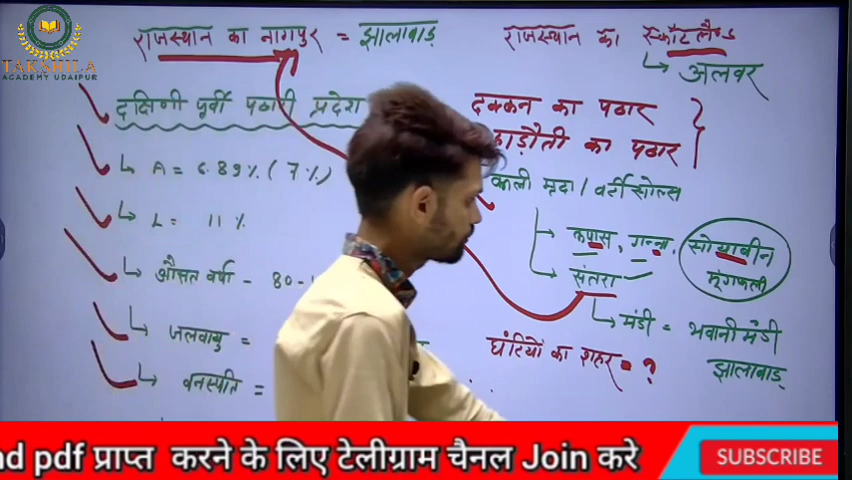 TAKSHILA
ACADEMY UDAIPUR
राजस्थान का नागपुर = झालावाड़
राजस्थान का स्कॉटलैण्ड
अलवर
दक्षिणी पूर्वी पठारी प्रदेश
A = 6.89% (7%)
L = 11%
औसत वर्षा - 80-
जलवायु =
वनस्पति =
दक्कन का पठार
का पठार
काली मृदा / वर्टीसोल्स
कपास, गन्ना, सोयाबीन
मूंगफली
संतरा
मंडी = भवानी मंडी
झालावाड़
घंटियों का शहर = ?
nd pdf प्राप्त करने के लिए टेलीग्राम चैनल Join करे
SUBSCRIBE